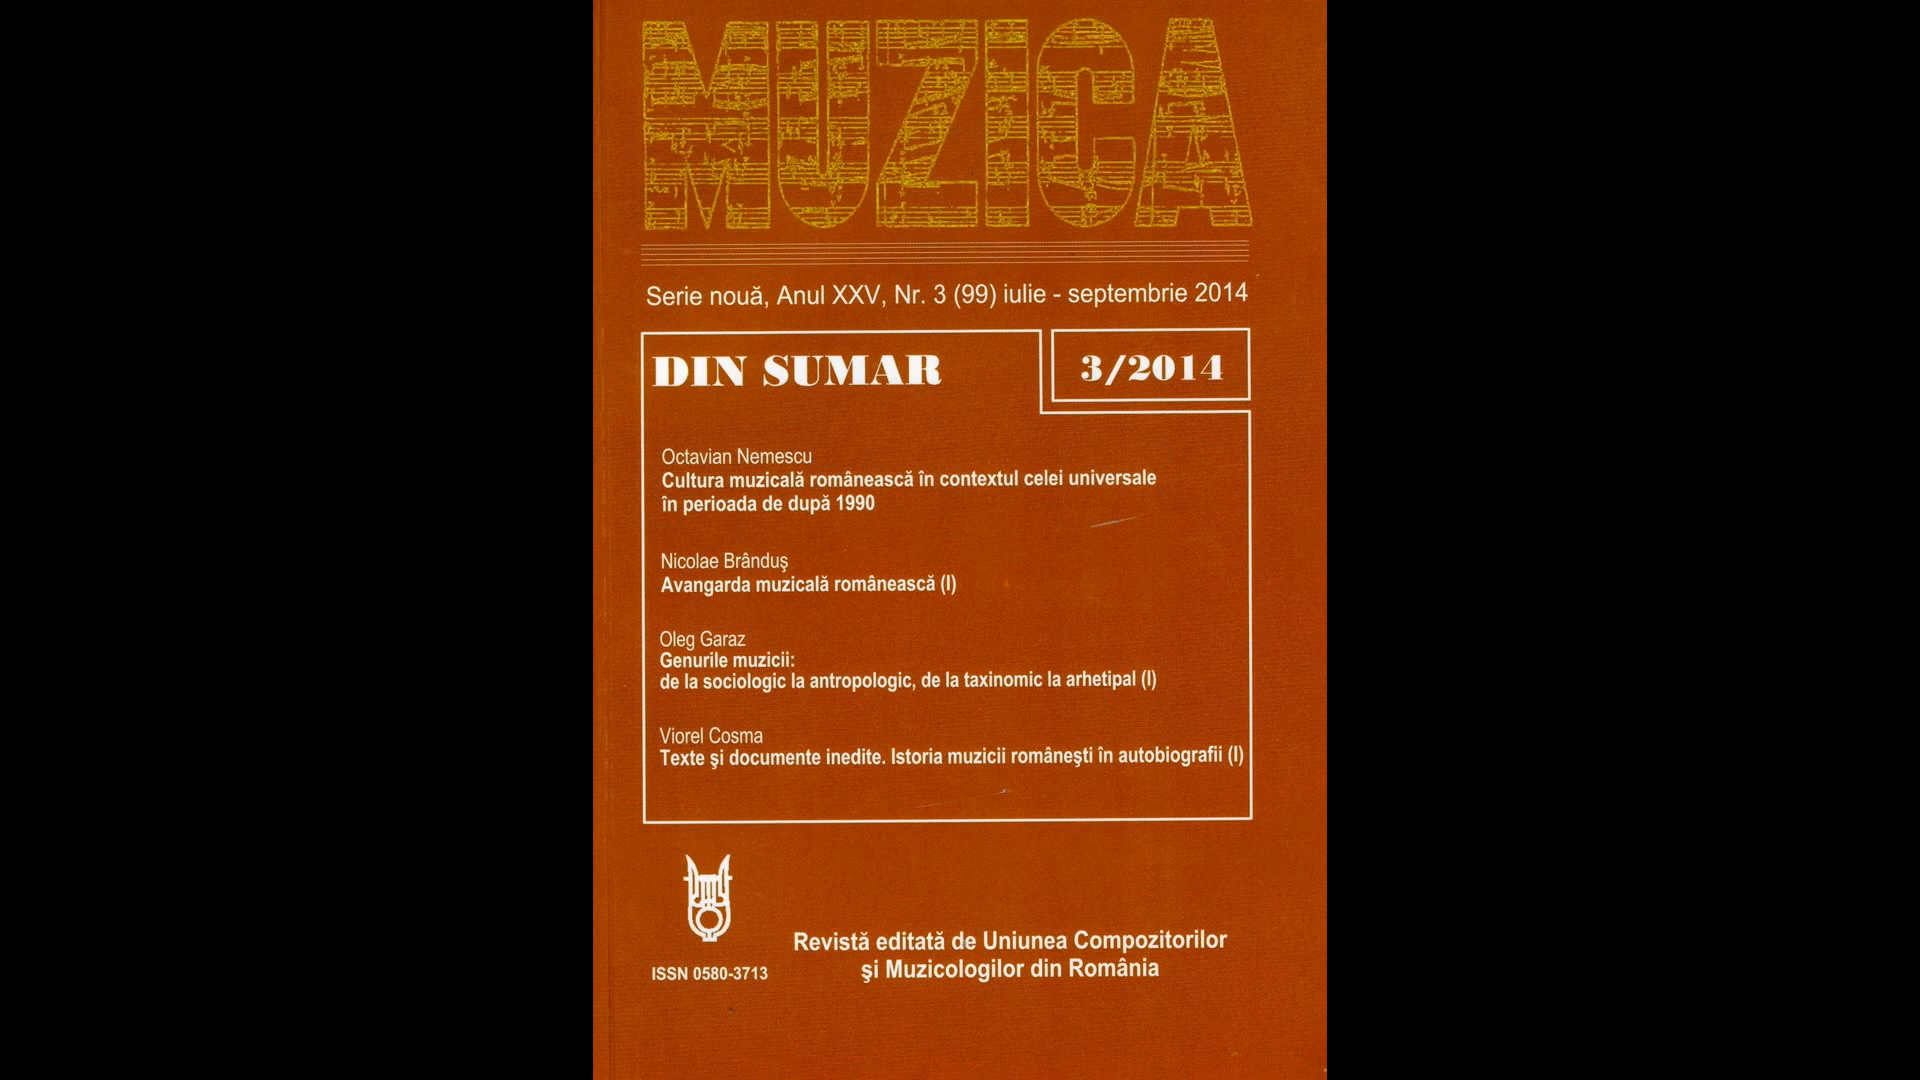 MUZICA
Serie nouă, Anul XXV, Nr. 3 (99) iulie - septembrie 2014
DIN SUMAR
3/2014
Octavian Nemescu
Cultura muzicală românească în contextul celei universale
în perioada de după 1990
Nicolae Brânduş
Avangarda muzicală românească (I)
Oleg Garaz
Genurile muzicii:
de la sociologic la antropologic, de la taxinomic la arhetipal (I)
Viorel Cosma
Texte şi documente inedite. Istoria muzicii româneşti în autobiografii (I)
ISSN 0580-3713
Revistă editată de Uniunea Compozitorilor
şi Muzicologilor din România